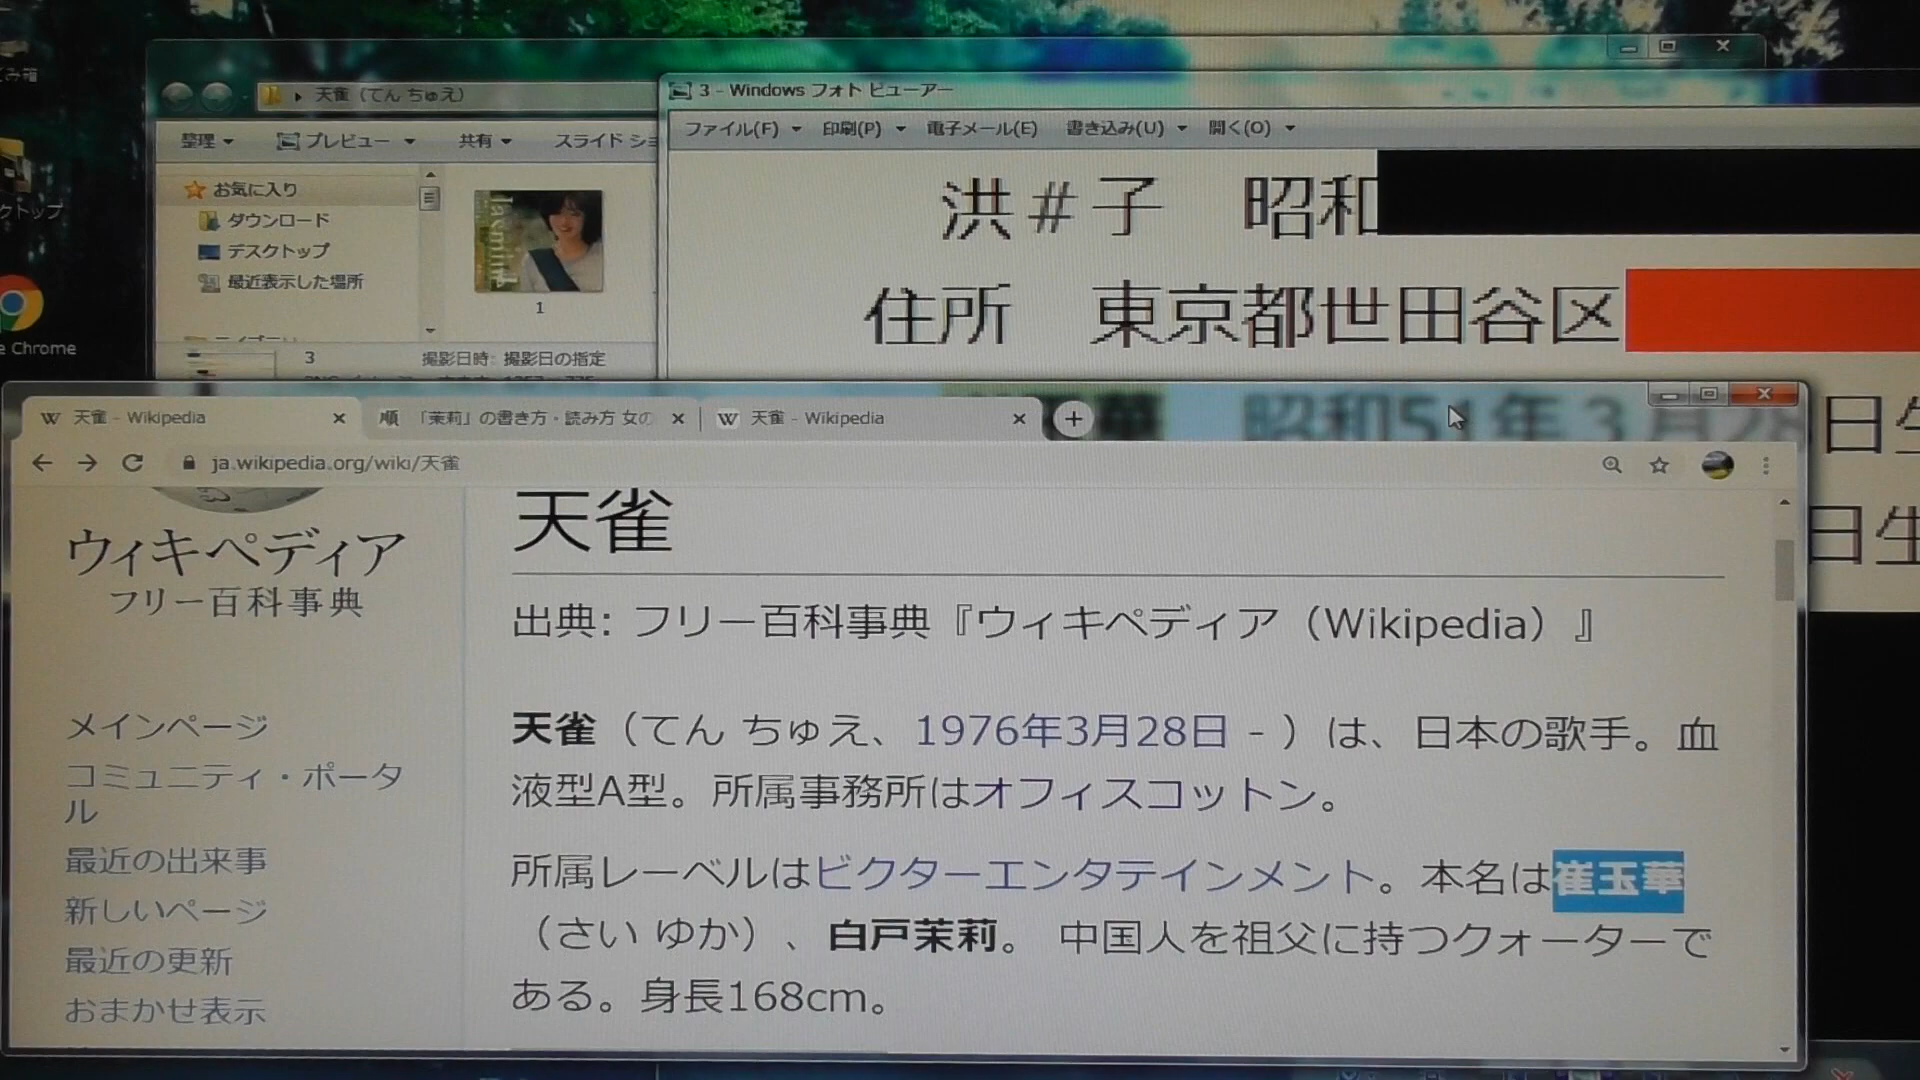 天雀（てん ちゅえ）
3 - Windows フォト ビューアー
整理
プレビュー
共有
スライド ショ
ファイル(F)
印刷(P)
電子メール(E)
書き込み(U)
開く(O)
お気に入り
ダウンロード
デスクトップ
最近表示した場所
Jasmine
1
3
撮影日時: 撮影日の指定
洪＃子　昭和
住所　東京都世田谷区
華　昭和51年３月28日生
日生
クトップ
e Chrome
天雀 - Wikipedia
「茉莉」の書き方・読み方 女の
天雀 - Wikipedia
ja.wikipedia.org/wiki/天雀
ウィキペディア
フリー百科事典
メインページ
コミュニティ・ポータ
ル
最近の出来事
新しいページ
最近の更新
おまかせ表示
天雀
出典: フリー百科事典『ウィキペディア（Wikipedia）』
天雀（てん ちゅえ、1976年3月28日 - ）は、日本の歌手。血
液型A型。所属事務所はオフィスコットン。
所属レーベルはビクターエンタテインメント。本名は崔玉華
（さい ゆか）、白戸茉莉。 中国人を祖父に持つクォーターで
ある。身長168cm。